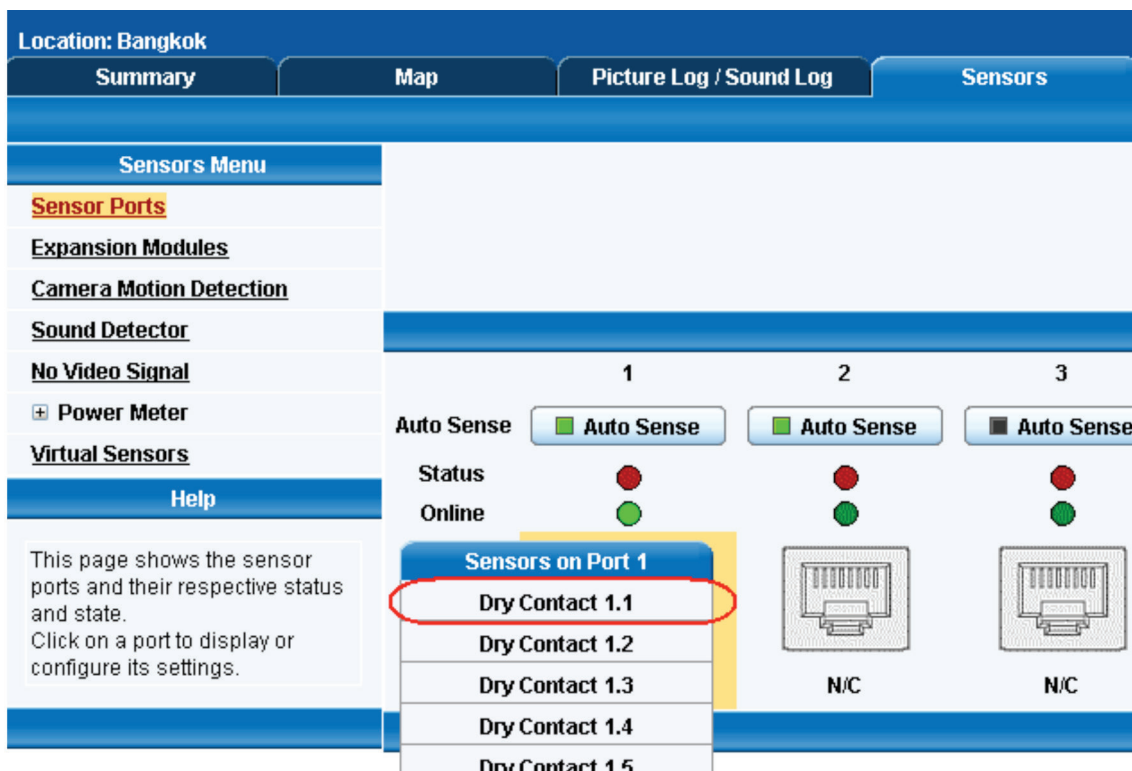 Location: Bangkok
Summary Map Picture Log / Sound Log Sensors
Sensors Menu
Sensor Ports
Expansion Modules
Camera Motion Detection
Sound Detector
No Video Signal
Power Meter
Virtual Sensors
Help
This page shows the sensor
ports and their respective status
and state.
Click on a port to display or
configure its settings.
1 2 3
Auto Sense Auto Sense Auto Sense Auto Sense
Status
Online
Sensors on Port 1
Dry Contact 1.1
Dry Contact 1.2
Dry Contact 1.3
Dry Contact 1.4
Dry Contact 1.5
N/C N/C